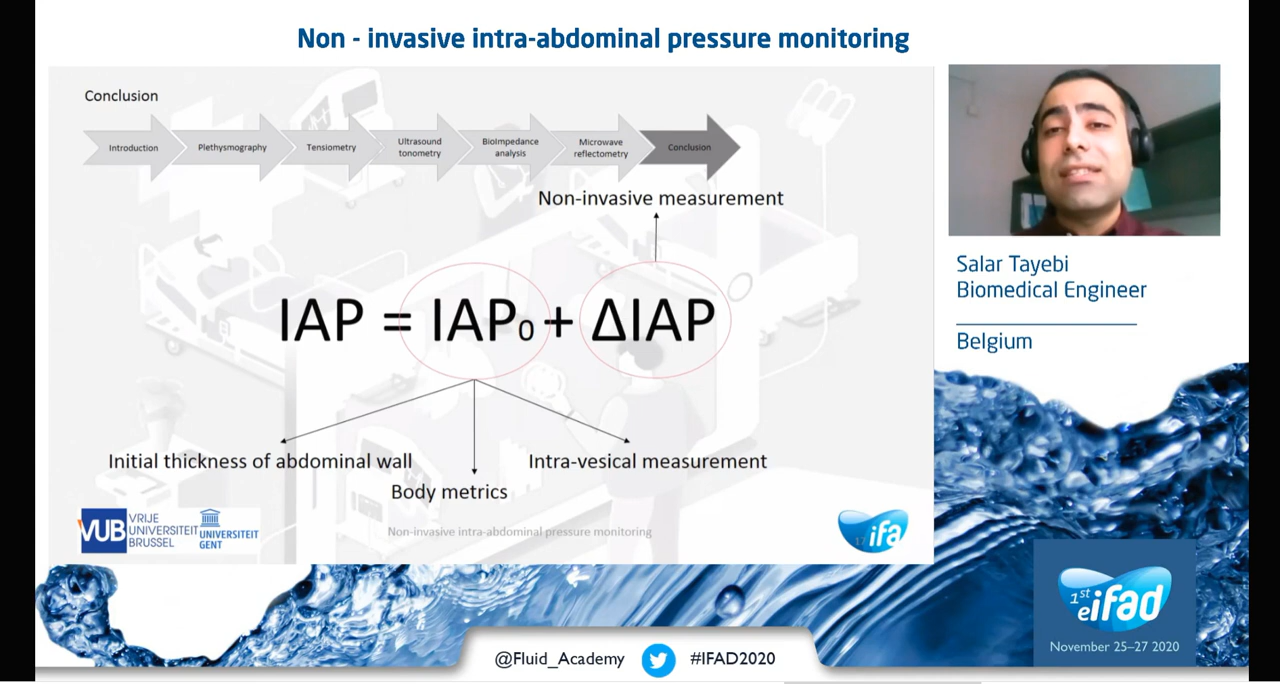 Non - invasive intra-abdominal pressure monitoring
Conclusion
Introduction
Plethysmography
Tensiometry
Ultrasound
tonometry
BioImpedance
analysis
Microwave
reflectometry
Conclusion
Non-invasive measurement
IAP = IAP₀ + ΔIAP
Initial thickness of abdominal wall
Body metrics
Intra-vesical measurement
VUB VRIJE
UNIVERSITEIT
BRUSSEL
UNIVERSITEIT
GENT
Non-invasive intra-abdominal pressure monitoring
17
ifa
Salar Tayebi
Biomedical Engineer
Belgium
1st
eifad
November 25–27 2020
@Fluid_Academy
#IFAD2020